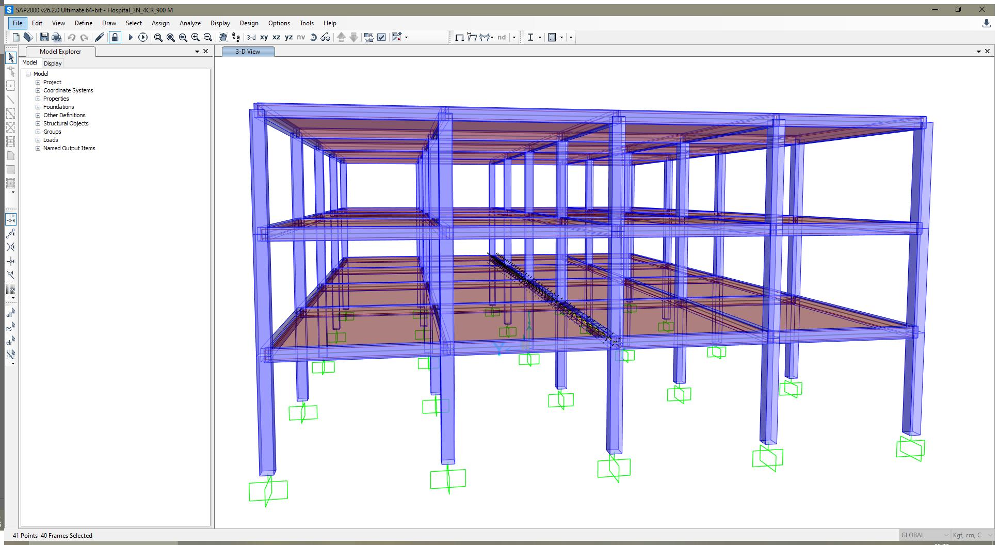 S SAP2000 v26.2.0 Ultimate 64-bit - Hospital_3N_4CR_900 M
File Edit View Define Draw Select Assign Analyze Display Design Options Tools Help
3-d xy xz yz nv nd
Model Explorer
3-D View
Model Display
Model
Project
Coordinate Systems
Properties
Foundations
Other Definitions
Structural Objects
Groups
Loads
Named Output Items
all
ps
clr
Y
41 Points 40 Frames Selected
GLOBAL
Kgf, cm, C